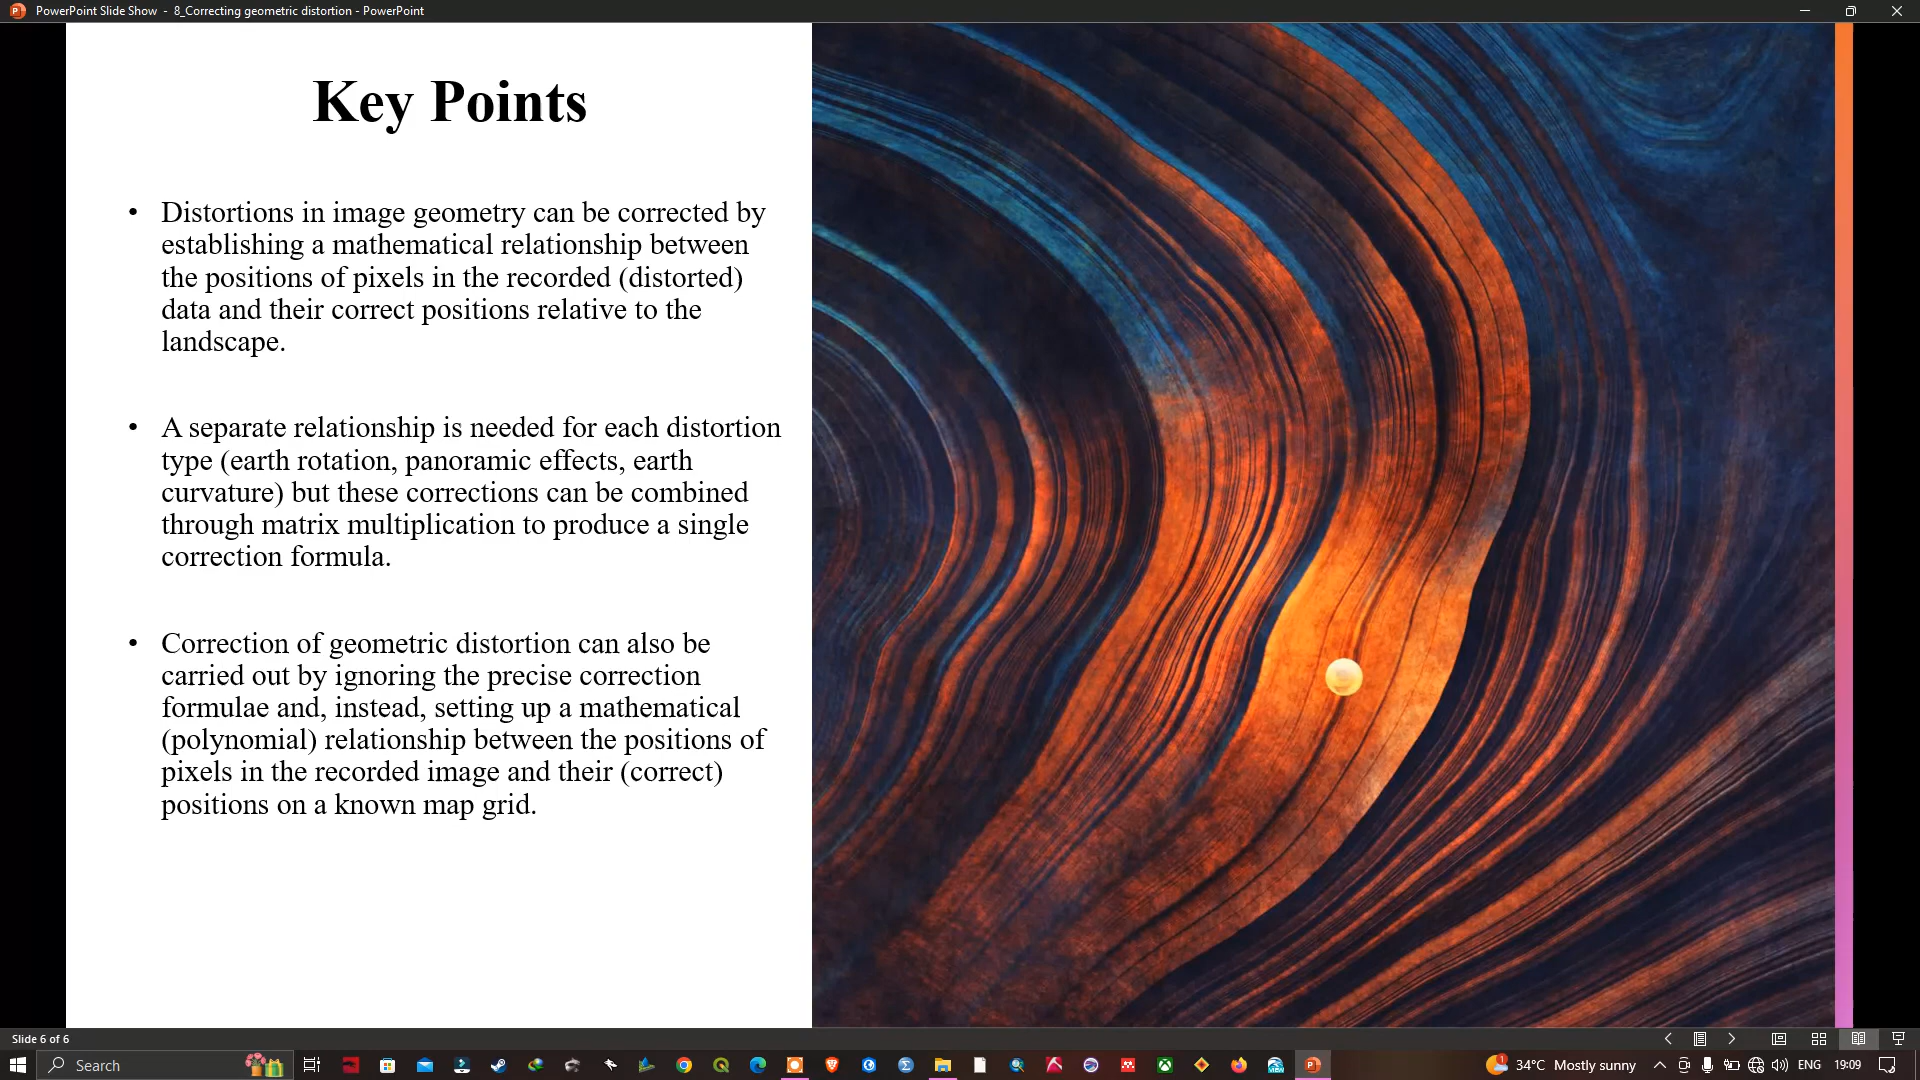 PowerPoint Slide Show - 8_Correcting geometric distortion - PowerPoint
Key Points
• Distortions in image geometry can be corrected by
establishing a mathematical relationship between
the positions of pixels in the recorded (distorted)
data and their correct positions relative to the
landscape.
• A separate relationship is needed for each distortion
type (earth rotation, panoramic effects, earth
curvature) but these corrections can be combined
through matrix multiplication to produce a single
correction formula.
• Correction of geometric distortion can also be
carried out by ignoring the precise correction
formulae and, instead, setting up a mathematical
(polynomial) relationship between the positions of
pixels in the recorded image and their (correct)
positions on a known map grid.
Slide 6 of 6
Search
1
34°C Mostly sunny
ENG
19:09